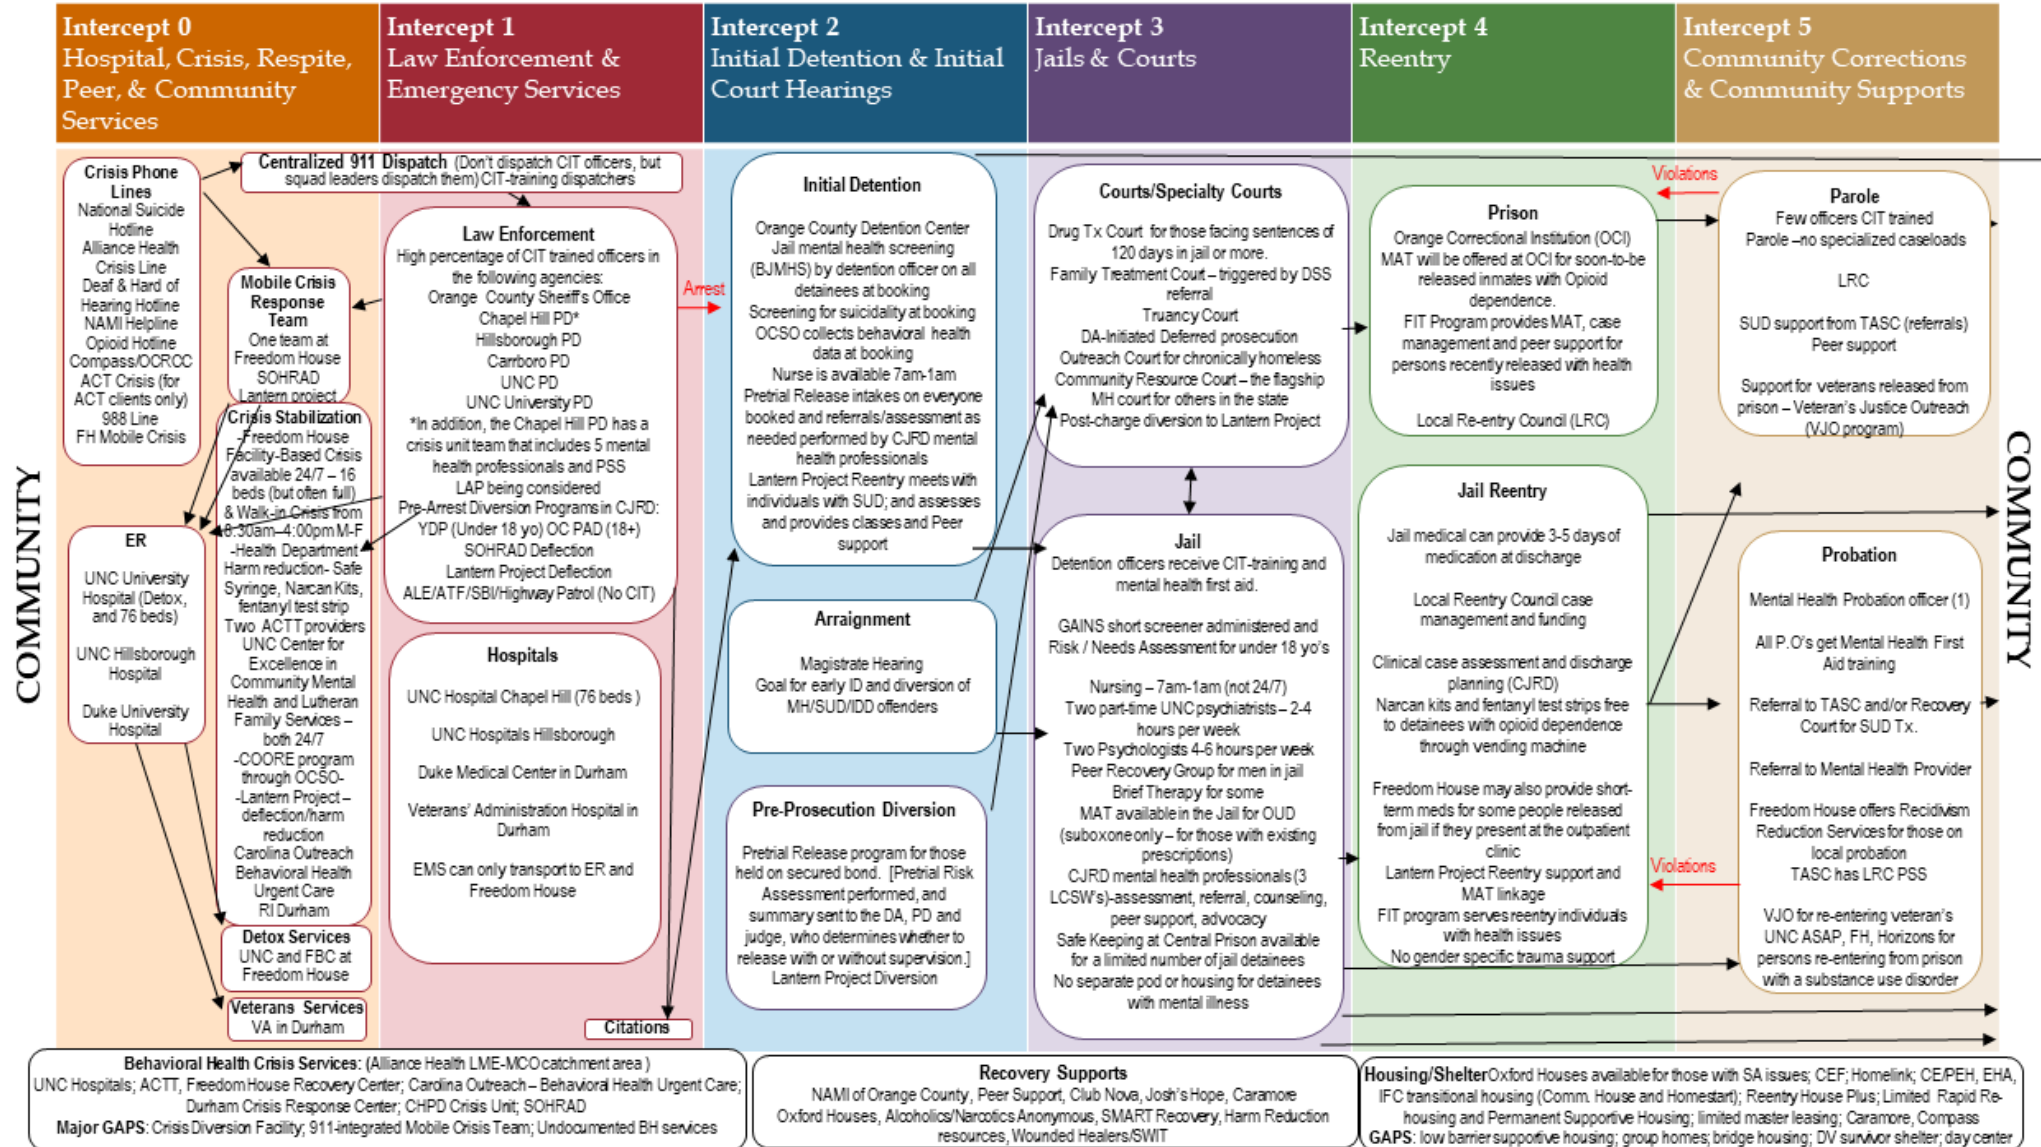 Intercept 0
Hospital, Crisis, Respite,
Peer, & Community
Services
Intercept 1
Law Enforcement &
Emergency Services
Intercept 2
Initial Detention & Initial
Court Hearings
Intercept 3
Jails & Courts
Intercept 4
Reentry
Intercept 5
Community Corrections
& Community Supports
COMMUNITY
Crisis Phone
Lines
National Suicide
Hotline
Alliance Health
Crisis Line
Deaf & Hard of
Hearing Hotline
NAMI Helpline
Opioid Hotline
Compass/OCRCC
ACT Crisis (for
ACT clients only)
988 Line
FH Mobile Crisis
Centralized 911 Dispatch (Don't dispatch CIT officers, but
squad leaders dispatch them) CIT-training dispatchers
Mobile Crisis
Response
Team
One team at
Freedom House
SOHRAD
Lantern project
Crisis Stabilization
-Freedom House
Facility-Based Crisis
available 24/7 – 16
beds (but often full)
& Walk-in Crisis from
8:30am–4:00pm M-F
-Health Department
Harm reduction- Safe
Syringe, Narcan Kits,
fentanyl test strip
Two ACTT providers
UNC Center for
Excellence in
Community Mental
Health and Lutheran
Family Services –
both 24/7
-COORE program
through OCSO-
-Lantern Project –
deflection/harm
reduction
Carolina Outreach
Behavioral Health
Urgent Care
RI Durham
ER
UNC University
Hospital (Detox,
and 76 beds)
UNC Hillsborough
Hospital
Duke University
Hospital
Detox Services
UNC and FBC at
Freedom House
Veterans Services
VA in Durham
Law Enforcement
High percentage of CIT trained officers in
the following agencies:
Orange County Sheriff's Office
Chapel Hill PD*
Hillsborough PD
Carrboro PD
UNC PD
UNC University PD
*In addition, the Chapel Hill PD has a
crisis unit team that includes 5 mental
health professionals and PSS
LAP being considered
Pre-Arrest Diversion Programs in CJRD:
YDP (Under 18 yo) OC PAD (18+)
SOHRAD Deflection
Lantern Project Deflection
ALE/ATF/SBI/Highway Patrol (No CIT)
Arrest
Hospitals
UNC Hospital Chapel Hill (76 beds )
UNC Hospitals Hillsborough
Duke Medical Center in Durham
Veterans' Administration Hospital in
Durham
EMS can only transport to ER and
Freedom House
Citations
Initial Detention
Orange County Detention Center
Jail mental health screening
(BJMHS) by detention officer on all
detainees at booking
Screening for suicidality at booking
OCSO collects behavioral health
data at booking
Nurse is available 7am-1am
Pretrial Release intakes on everyone
booked and referrals/assessment as
needed performed by CJRD mental
health professionals
Lantern Project Reentry meets with
individuals with SUD; and assesses
and provides classes and Peer
support
Arraignment
Magistrate Hearing
Goal for early ID and diversion of
MH/SUD/IDD offenders
Pre-Prosecution Diversion
Pretrial Release program for those
held on secured bond. [Pretrial Risk
Assessment performed, and
summary sent to the DA, PD and
judge, who determines whether to
release with or without supervision.]
Lantern Project Diversion
Courts/Specialty Courts
Drug Tx Court for those facing sentences of
120 days in jail or more.
Family Treatment Court – triggered by DSS
referral
Truancy Court
DA-Initiated Deferred prosecution
Outreach Court for chronically homeless
Community Resource Court – the flagship
MH court for others in the state
Post-charge diversion to Lantern Project
Jail
Detention officers receive CIT-training and
mental health first aid.
GAINS short screener administered and
Risk / Needs Assessment for under 18 yo's
Nursing – 7am-1am (not 24/7)
Two part-time UNC psychiatrists – 2-4
hours per week
Two Psychologists 4-6 hours per week
Peer Recovery Group for men in jail
Brief Therapy for some
MAT available in the Jail for OUD
(suboxone only – for those with existing
prescriptions)
CJRD mental health professionals (3
LCSW's)-assessment, referral, counseling,
peer support, advocacy
Safe Keeping at Central Prison available
for a limited number of jail detainees
No separate pod or housing for detainees
with mental illness
Prison
Orange Correctional Institution (OCI)
MAT will be offered at OCI for soon-to-be
released inmates with Opioid
dependence.
FIT Program provides MAT, case
management and peer support for
persons recently released with health
issues
Local Re-entry Council (LRC)
Jail Reentry
Jail medical can provide 3-5 days of
medication at discharge
Local Reentry Council case
management and funding
Clinical case assessment and discharge
planning (CJRD)
Narcan kits and fentanyl test strips free
to detainees with opioid dependence
through vending machine
Freedom House may also provide short-
term meds for some people released
from jail if they present at the outpatient
clinic
Lantern Project Reentry support and
MAT linkage
FIT program serves reentry individuals
with health issues
No gender specific trauma support
Violations
Parole
Few officers CIT trained
Parole –no specialized caseloads
LRC
SUD support from TASC (referrals)
Peer support
Support for veterans released from
prison – Veteran's Justice Outreach
(VJO program)
Probation
Mental Health Probation officer (1)
All P.O's get Mental Health First
Aid training
Referral to TASC and/or Recovery
Court for SUD Tx.
Referral to Mental Health Provider
Freedom House offers Recidivism
Reduction Services for those on
local probation
TASC has LRC PSS
VJO for re-entering veteran's
UNC ASAP, FH, Horizons for
persons re-entering from prison
with a substance use disorder
Violations
COMMUNITY
Behavioral Health Crisis Services: (Alliance Health LME-MCO catchment area )
UNC Hospitals; ACTT, Freedom House Recovery Center; Carolina Outreach – Behavioral Health Urgent Care;
Durham Crisis Response Center; CHPD Crisis Unit; SOHRAD
Major GAPS: Crisis Diversion Facility; 911-integrated Mobile Crisis Team; Undocumented BH services
Recovery Supports
NAMI of Orange County, Peer Support, Club Nova, Josh's Hope, Caramore
Oxford Houses, Alcoholics/Narcotics Anonymous, SMART Recovery, Harm Reduction
resources, Wounded Healers/SWIT
Housing/Shelter Oxford Houses available for those with SA issues; CEF; Homelink; CE/PEH, EHA,
IFC transitional housing (Comm. House and Homestart); Reentry House Plus; Limited Rapid Re-
housing and Permanent Supportive Housing; limited master leasing; Caramore, Compass
GAPS: low barrier supportive housing; group homes; bridge housing; DV survivor shelter; day center